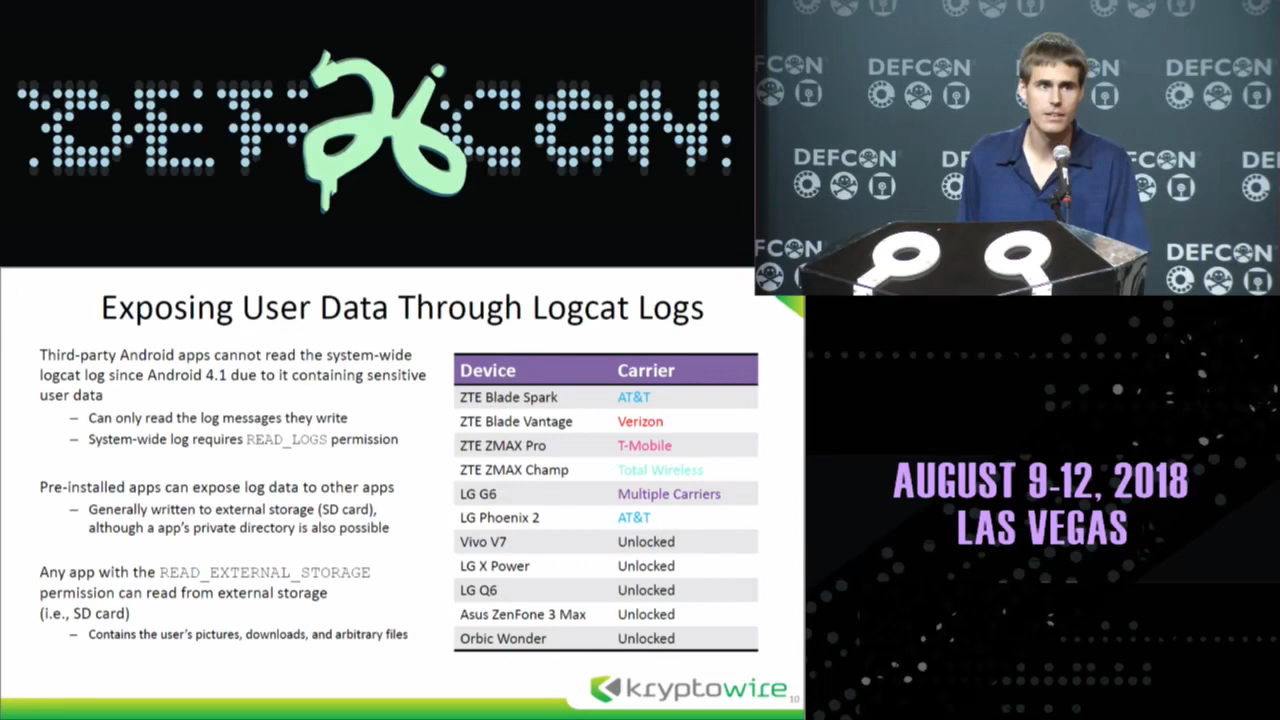 DEFCON
26
DEFCON
DEFCON
DEFCON
DEFCON
DEFCON
DEFCON
Exposing User Data Through Logcat Logs
Third-party Android apps cannot read the system-wide
logcat log since Android 4.1 due to it containing sensitive
user data
– Can only read the log messages they write
– System-wide log requires READ_LOGS permission
Pre-installed apps can expose log data to other apps
– Generally written to external storage (SD card),
although a app's private directory is also possible
Any app with the READ_EXTERNAL_STORAGE
permission can read from external storage
(i.e., SD card)
– Contains the user's pictures, downloads, and arbitrary files
Device Carrier
ZTE Blade Spark AT&T
ZTE Blade Vantage Verizon
ZTE ZMAX Pro T-Mobile
ZTE ZMAX Champ Total Wireless
LG G6 Multiple Carriers
LG Phoenix 2 AT&T
Vivo V7 Unlocked
LG X Power Unlocked
LG Q6 Unlocked
Asus ZenFone 3 Max Unlocked
Orbic Wonder Unlocked
kryptowire
10
AUGUST 9-12, 2018
LAS VEGAS